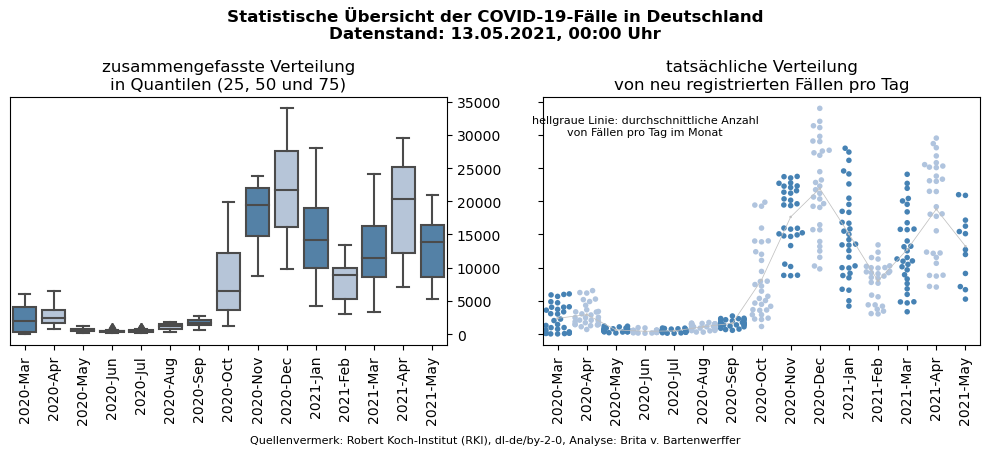 Statistische Übersicht der COVID-19-Fälle in Deutschland
Datenstand: 13.05.2021, 00:00 Uhr
zusammengefasste Verteilung
in Quantilen (25, 50 und 75)
35000
30000
25000
20000
15000
10000
5000
0
2020-Mar
2020-Apr
2020-May
2020-Jun
2020-Jul
2020-Aug
2020-Sep
2020-Oct
2020-Nov
2020-Dec
2021-Jan
2021-Feb
2021-Mar
2021-Apr
2021-May
tatsächliche Verteilung
von neu registrierten Fällen pro Tag
hellgraue Linie: durchschnittliche Anzahl
von Fällen pro Tag im Monat
2020-Mar
2020-Apr
2020-May
2020-Jun
2020-Jul
2020-Aug
2020-Sep
2020-Oct
2020-Nov
2020-Dec
2021-Jan
2021-Feb
2021-Mar
2021-Apr
2021-May
Quellenvermerk: Robert Koch-Institut (RKI), dl-de/by-2-0, Analyse: Brita v. Bartenwerffer